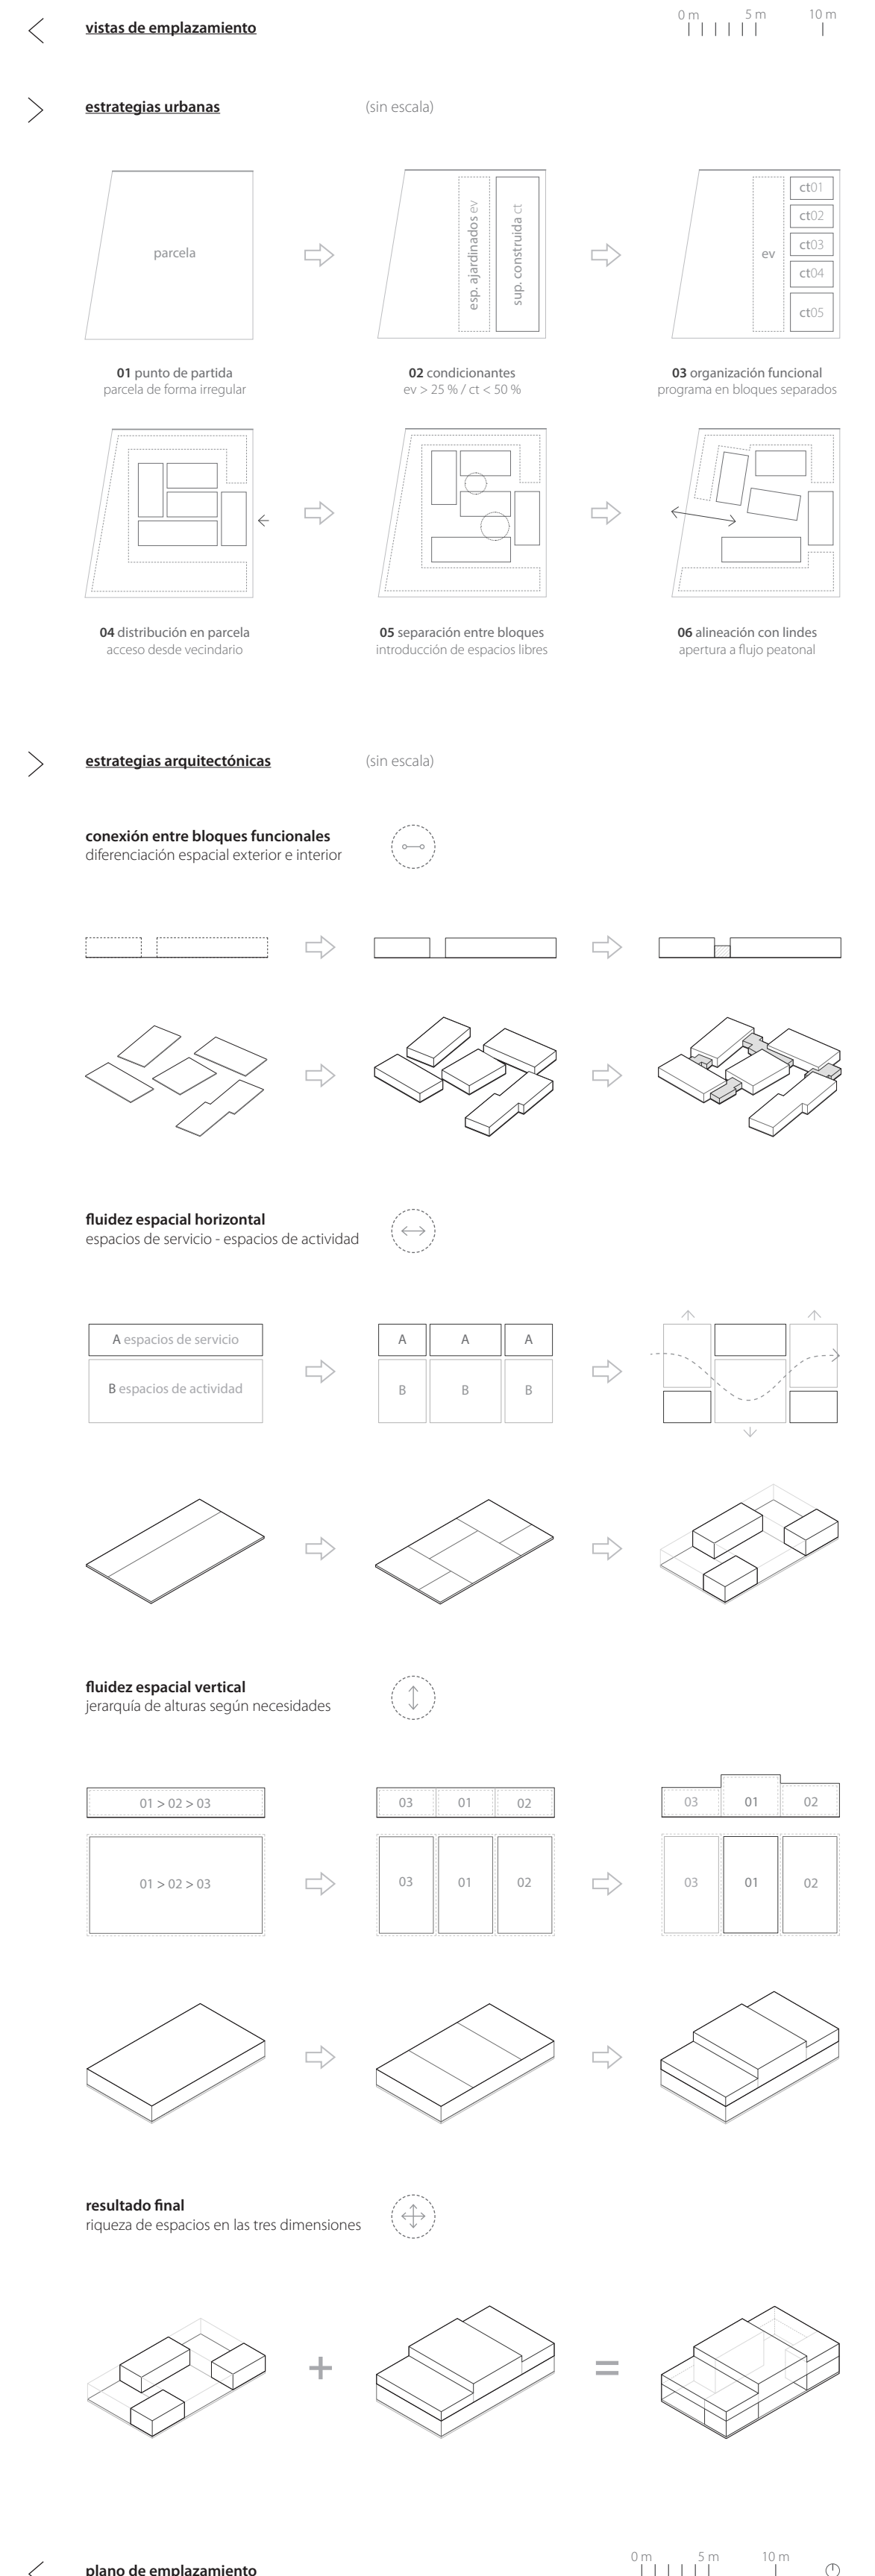 vistas de emplazamiento
0 m 5 m 10 m
estrategias urbanas (sin escala)
parcela
esp. ajardinados ev
sup. construida ct
ev
ct01
ct02
ct03
ct04
ct05
01 punto de partida
parcela de forma irregular
02 condicionantes
ev > 25 % / ct < 50 %
03 organización funcional
programa en bloques separados
04 distribución en parcela
acceso desde vecindario
05 separación entre bloques
introducción de espacios libres
06 alineación con lindes
apertura a flujo peatonal
estrategias arquitectónicas (sin escala)
conexión entre bloques funcionales
diferenciación espacial exterior e interior
fluidez espacial horizontal
espacios de servicio - espacios de actividad
A espacios de servicio
B espacios de actividad
A A A
B B B
fluidez espacial vertical
jerarquía de alturas según necesidades
01 > 02 > 03
03 01 02
03 01 02
01 > 02 > 03
03 01 02
03 01 02
resultado final
riqueza de espacios en las tres dimensiones
+ =
plano de emplazamiento
0 m 5 m 10 m